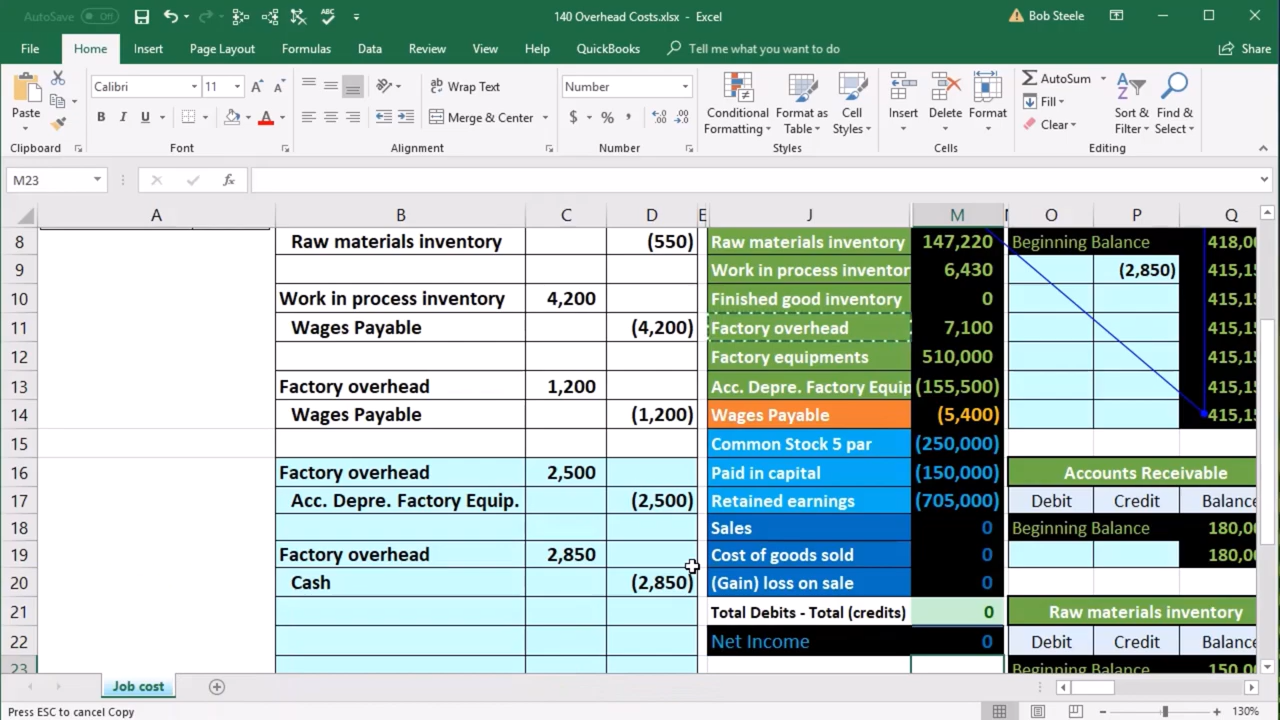 AutoSave Off 140 Overhead Costs.xlsx - Excel Bob Steele
File Home Insert Page Layout Formulas Data Review View Help QuickBooks Tell me what you want to do Share
Paste Calibri 11 Wrap Text Number Conditional Format as Cell Insert Delete Format AutoSum Sort & Find &
B I U Merge & Center $ % Formatting Table Styles Fill Filter Select
Clear
Clipboard Font Alignment Number Styles Cells Editing
M23 fx
A B C D E J M N O P Q
8 Raw materials inventory (550) Raw materials inventory 147,220 Beginning Balance 418,0
9 Work in process inventor 6,430 (2,850) 415,15
10 Work in process inventory 4,200 Finished good inventory 0 415,15
11 Wages Payable (4,200) Factory overhead 7,100 415,15
12 Factory equipments 510,000 415,15
13 Factory overhead 1,200 Acc. Depre. Factory Equip (155,500) 415,15
14 Wages Payable (1,200) Wages Payable (5,400) 415,15
15 Common Stock 5 par (250,000)
16 Factory overhead 2,500 Paid in capital (150,000) Accounts Receivable
17 Acc. Depre. Factory Equip. (2,500) Retained earnings (705,000) Debit Credit Balance
18 Sales 0 Beginning Balance 180,0
19 Factory overhead 2,850 Cost of goods sold 0 180,0
20 Cash (2,850) (Gain) loss on sale 0
21 Total Debits - Total (credits) 0 Raw materials inventory
22 Net Income 0 Debit Credit Balance
23 Beginning Balance 150,0
Job cost
Press ESC to cancel Copy 130%